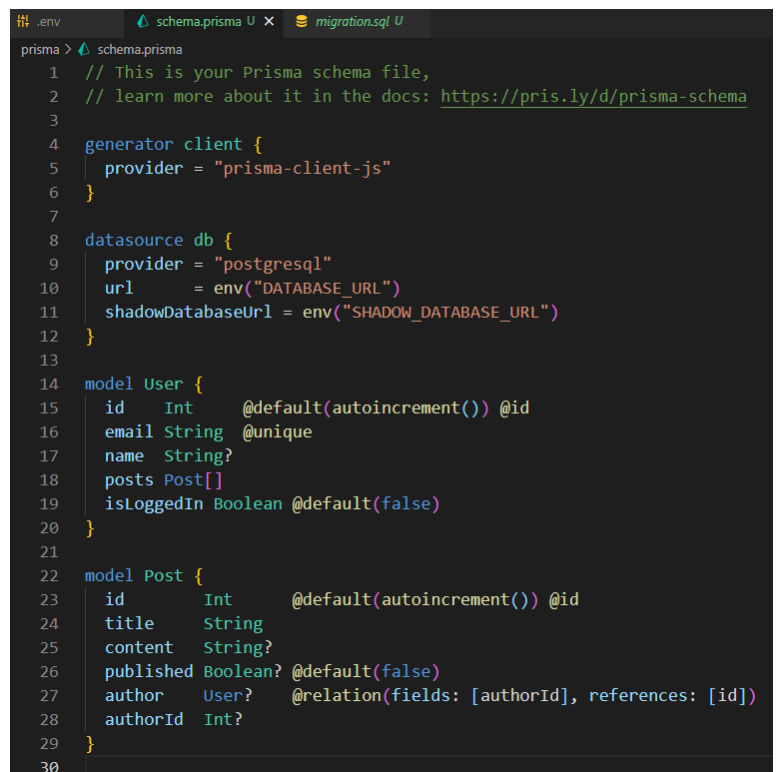 .env schema.prisma U × migration.sql U
prisma > schema.prisma
1 // This is your Prisma schema file,
2 // learn more about it in the docs: https://pris.ly/d/prisma-schema
3
4 generator client {
5   provider = "prisma-client-js"
6 }
7
8 datasource db {
9   provider = "postgresql"
10   url      = env("DATABASE_URL")
11   shadowDatabaseUrl = env("SHADOW_DATABASE_URL")
12 }
13
14 model User {
15   id    Int     @default(autoincrement()) @id
16   email String  @unique
17   name  String?
18   posts Post[]
19   isLoggedIn Boolean @default(false)
20 }
21
22 model Post {
23   id        Int      @default(autoincrement()) @id
24   title     String
25   content   String?
26   published Boolean? @default(false)
27   author    User?    @relation(fields: [authorId], references: [id])
28   authorId  Int?
29 }
30